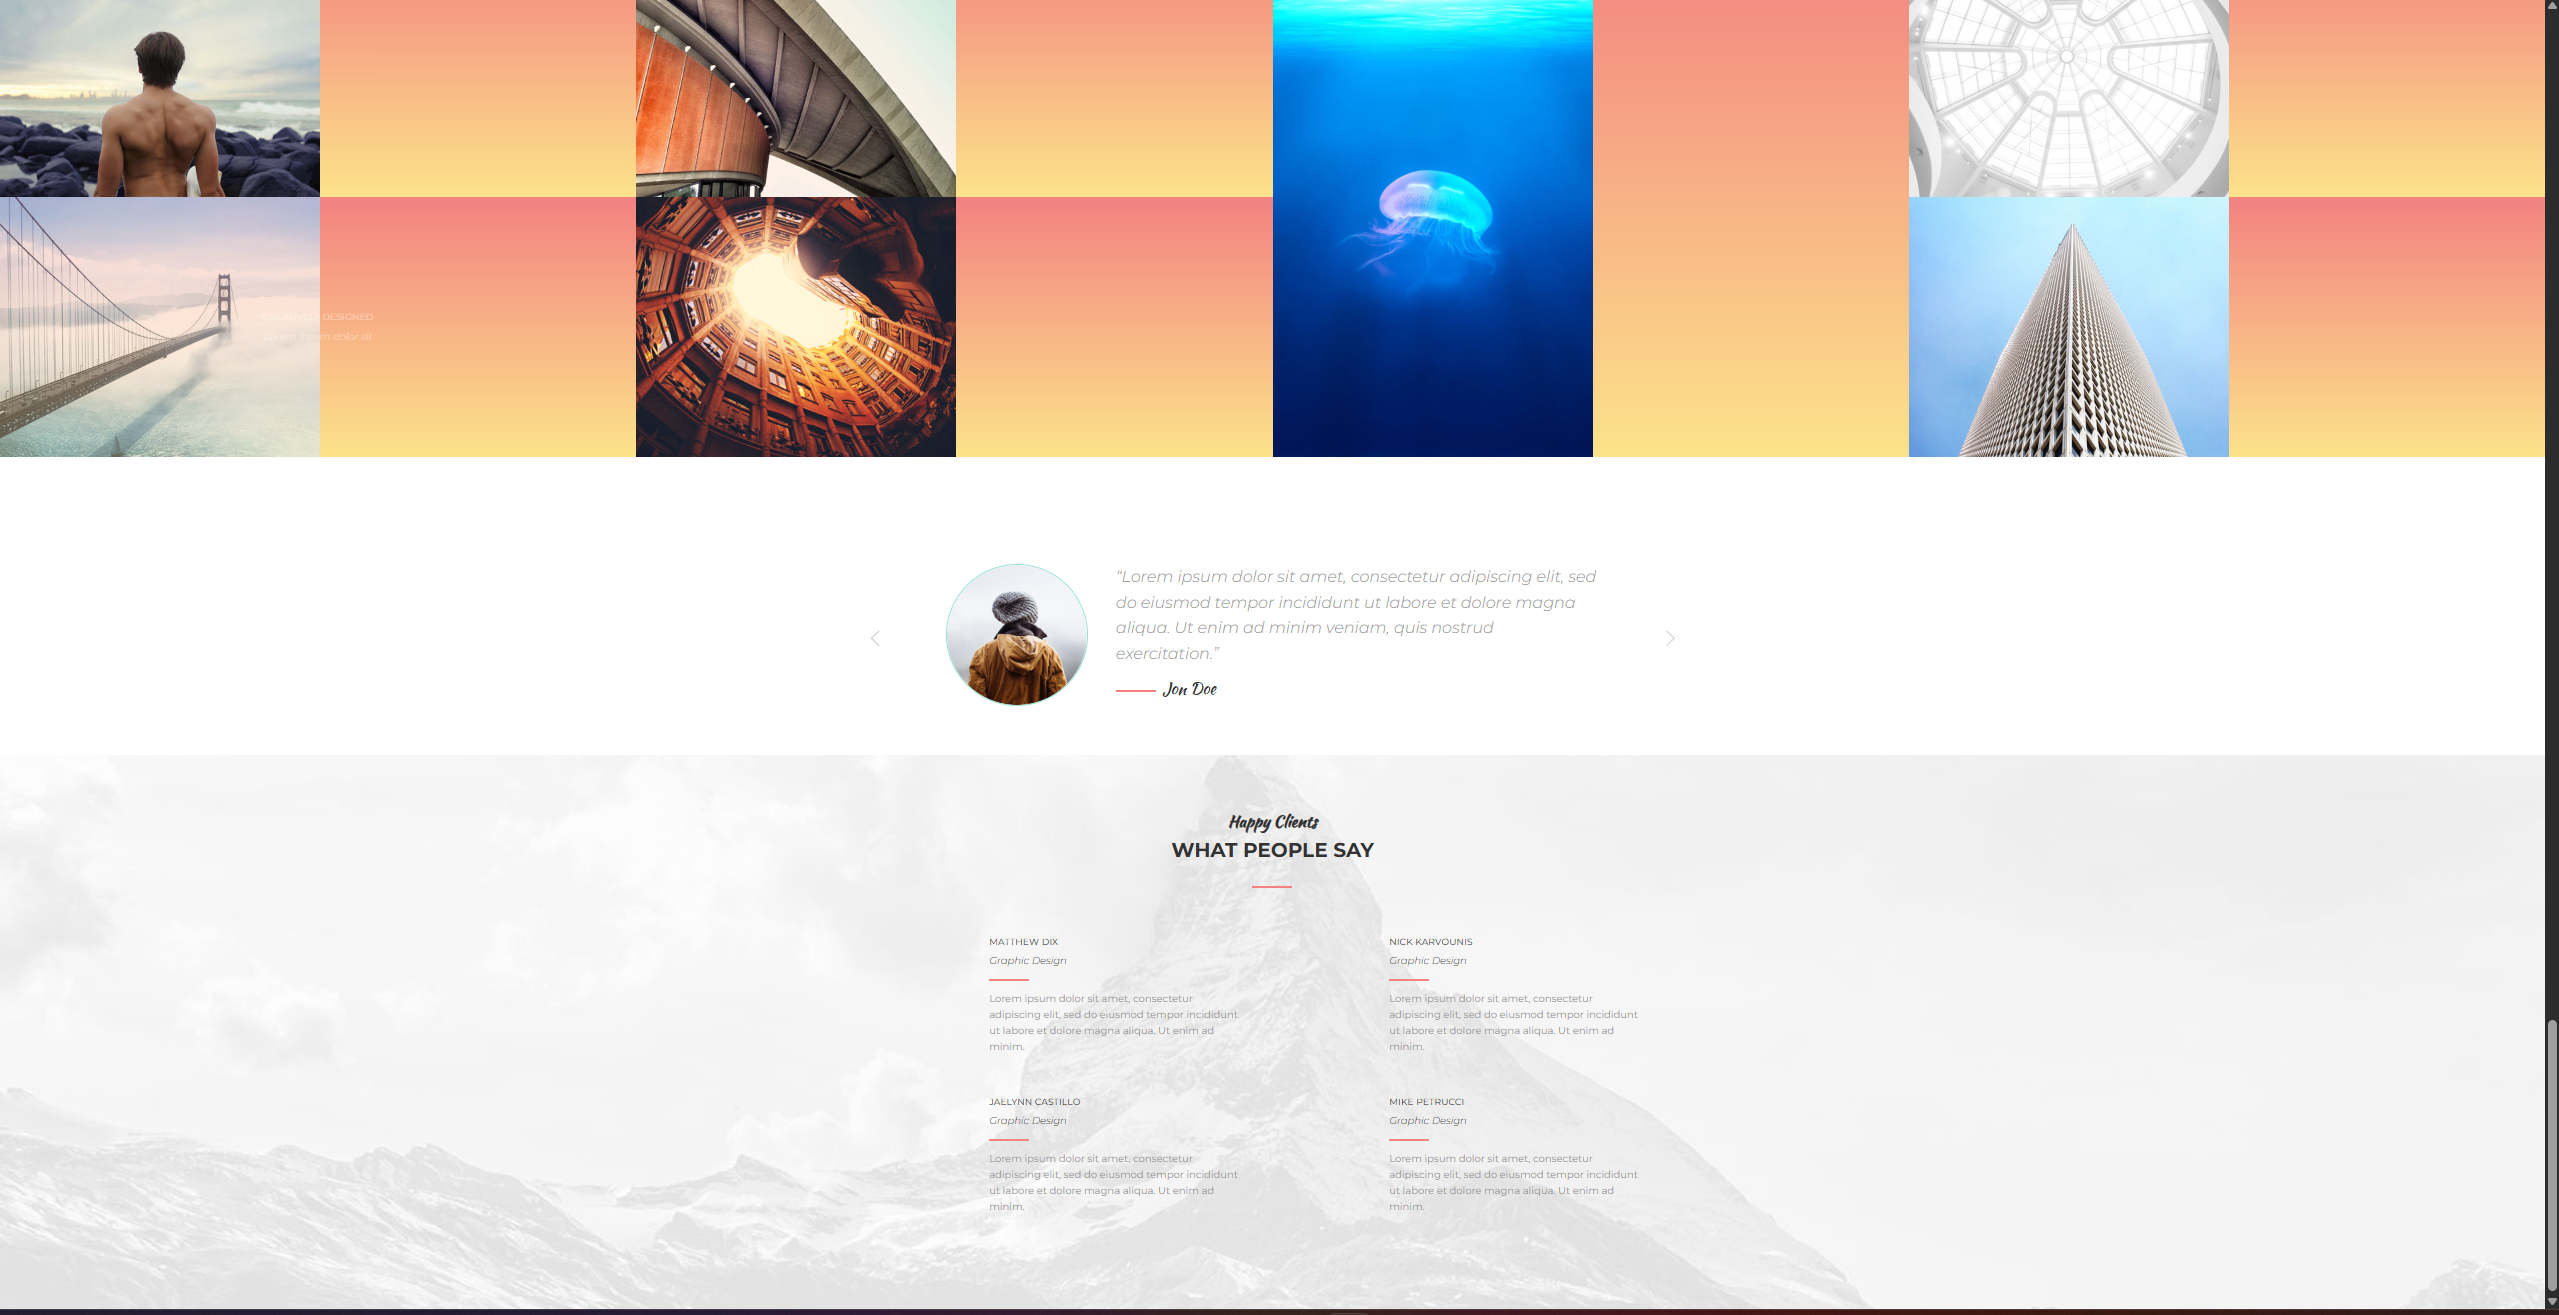 CREATIVELY DESIGNED
Lorem ipsum dolor sit
“Lorem ipsum dolor sit amet, consectetur adipiscing elit, sed
do eiusmod tempor incididunt ut labore et dolore magna
aliqua. Ut enim ad minim veniam, quis nostrud
exercitation.”
Jon Doe
Happy Clients
WHAT PEOPLE SAY
MATTHEW DIX
Graphic Design
Lorem ipsum dolor sit amet, consectetur
adipiscing elit, sed do eiusmod tempor incididunt
ut labore et dolore magna aliqua. Ut enim ad
minim.
NICK KARVOUNIS
Graphic Design
Lorem ipsum dolor sit amet, consectetur
adipiscing elit, sed do eiusmod tempor incididunt
ut labore et dolore magna aliqua. Ut enim ad
minim.
JAELYNN CASTILLO
Graphic Design
Lorem ipsum dolor sit amet, consectetur
adipiscing elit, sed do eiusmod tempor incididunt
ut labore et dolore magna aliqua. Ut enim ad
minim.
MIKE PETRUCCI
Graphic Design
Lorem ipsum dolor sit amet, consectetur
adipiscing elit, sed do eiusmod tempor incididunt
ut labore et dolore magna aliqua. Ut enim ad
minim.